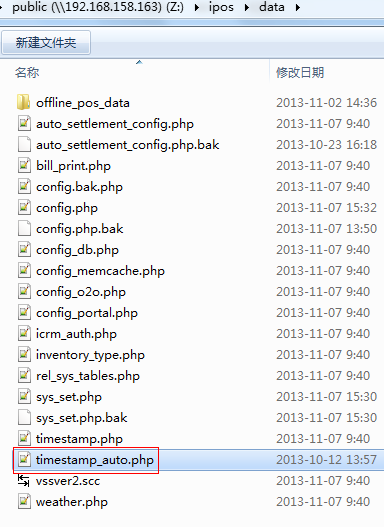 public (\\192.168.158.163) (Z:) ▸ ipos ▸ data ▸
新建文件夹
名称 修改日期
offline_pos_data 2013-11-02 14:36
auto_settlement_config.php 2013-11-07 9:40
auto_settlement_config.php.bak 2013-10-23 16:18
bill_print.php 2013-11-07 9:40
config.bak.php 2013-11-07 9:40
config.php 2013-11-07 15:32
config.php.bak 2013-11-07 13:50
config_db.php 2013-11-07 9:40
config_memcache.php 2013-11-07 9:40
config_o2o.php 2013-11-07 9:40
config_portal.php 2013-11-07 9:40
icrm_auth.php 2013-11-07 9:40
inventory_type.php 2013-11-07 9:40
rel_sys_tables.php 2013-11-07 9:40
sys_set.php 2013-11-07 15:30
sys_set.php.bak 2013-11-07 15:30
timestamp.php 2013-11-07 9:40
timestamp_auto.php 2013-10-12 13:57
vssver2.scc 2013-11-07 9:40
weather.php 2013-11-07 9:40